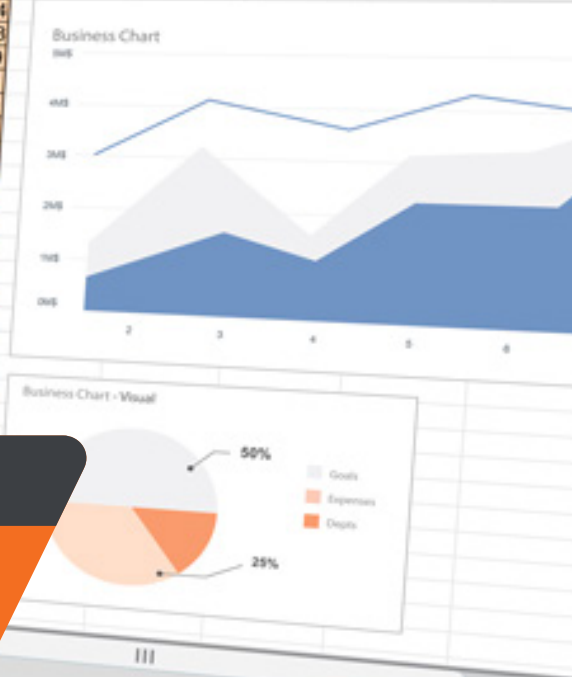 Business Chart
5M$
4M$
3M$
2M$
1M$
0M$
2 3 4 5 6
Business Chart - Visual
50%
Goals
Expenses
Depts
25%